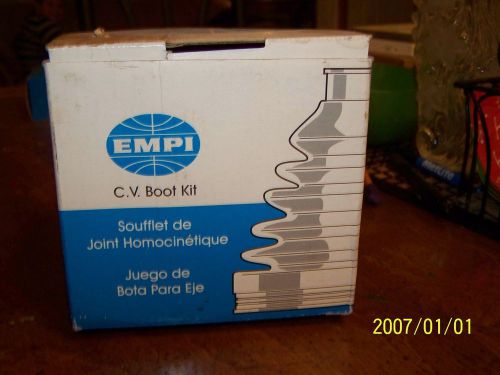 EMPI
C.V. Boot Kit
Soufflet de
Joint Homocinétique
Juego de
Bota Para Eje
2007/01/01